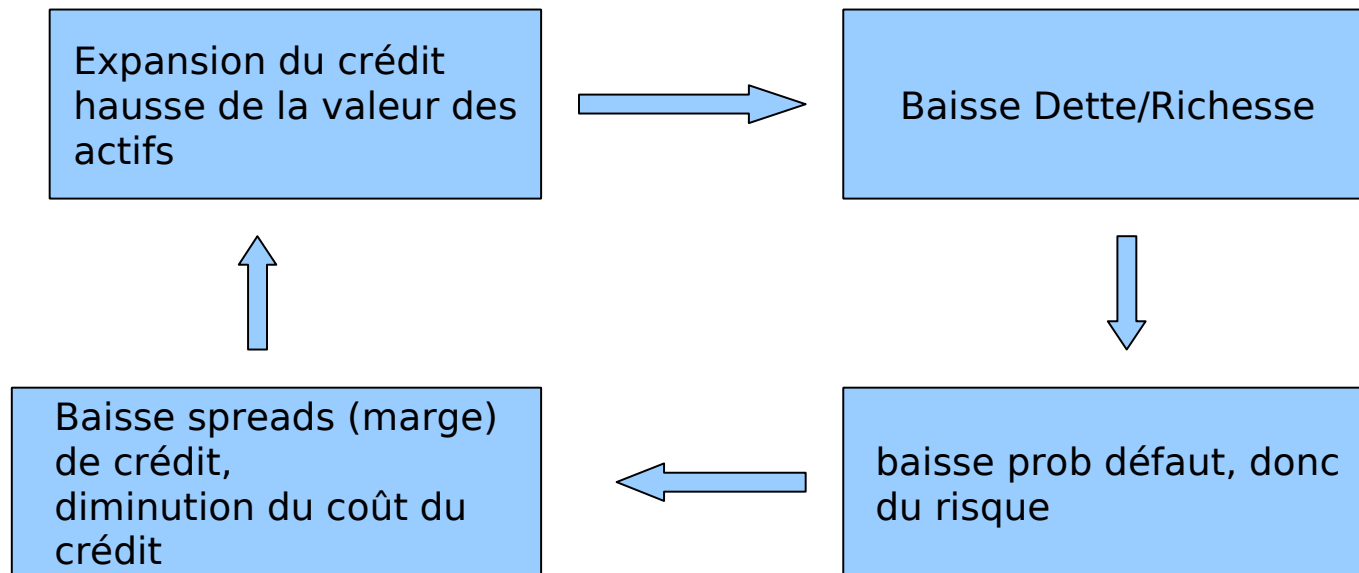 Expansion du crédit
hausse de la valeur des
actifs
Baisse Dette/Richesse
Baisse spreads (marge)
de crédit,
diminution du coût du
crédit
baisse prob défaut, donc
du risque